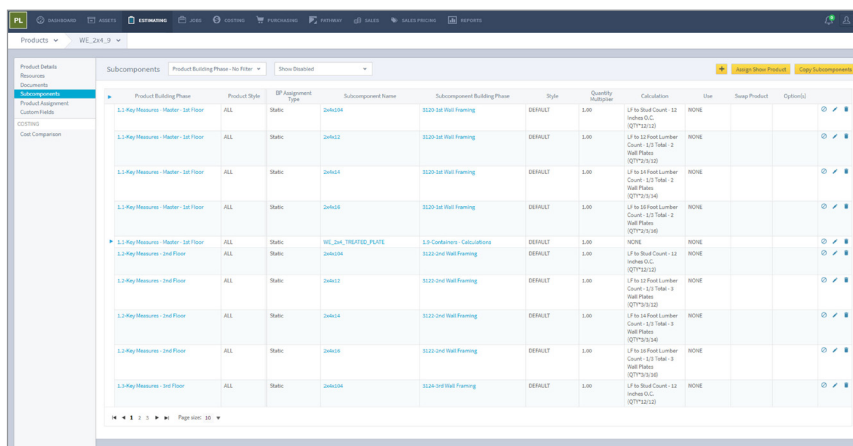 PL DASHBOARD ASSETS ESTIMATING JOBS COSTING PURCHASING PATHWAY SALES SALES PRICING REPORTS
Products WE_2x4_9
Product Details
Resources
Documents
Subcomponents
Product Assignment
Custom Fields
COSTING
Cost Comparison
Subcomponents Product Building Phase - No Filter Show Disabled + Assign Show Product Copy Subcomponents
Product Building Phase Product Style BP Assignment Type Subcomponent Name Subcomponent Building Phase Style Quantity Multiplier Calculation Use Swap Product Option(s)
1.1-Key Measures - Master - 1st Floor ALL Static 2x4x104 3120-1st Wall Framing DEFAULT 1.00 LF to Stud Count - 12 NONE
Inches O.C.
(QTY*12/12)
1.1-Key Measures - Master - 1st Floor ALL Static 2x4x12 3120-1st Wall Framing DEFAULT 1.00 LF to 12 Foot Lumber NONE
Count - 1/3 Total - 2
Wall Plates
(QTY*2/3/12)
1.1-Key Measures - Master - 1st Floor ALL Static 2x4x14 3120-1st Wall Framing DEFAULT 1.00 LF to 14 Foot Lumber NONE
Count - 1/3 Total - 2
Wall Plates
(QTY*2/3/14)
1.1-Key Measures - Master - 1st Floor ALL Static 2x4x16 3120-1st Wall Framing DEFAULT 1.00 LF to 16 Foot Lumber NONE
Count - 1/3 Total - 2
Wall Plates
(QTY*2/3/16)
1.1-Key Measures - Master - 1st Floor ALL Static WE_2x4_TREATED_PLATE 1.9-Containers - Calculations DEFAULT 1.00 NONE NONE
1.2-Key Measures - 2nd Floor ALL Static 2x4x104 3122-2nd Wall Framing DEFAULT 1.00 LF to Stud Count - 12 NONE
Inches O.C.
(QTY*12/12)
1.2-Key Measures - 2nd Floor ALL Static 2x4x12 3122-2nd Wall Framing DEFAULT 1.00 LF to 12 Foot Lumber NONE
Count - 1/3 Total - 3
Wall Plates
(QTY*3/3/12)
1.2-Key Measures - 2nd Floor ALL Static 2x4x14 3122-2nd Wall Framing DEFAULT 1.00 LF to 14 Foot Lumber NONE
Count - 1/3 Total - 3
Wall Plates
(QTY*3/3/14)
1.2-Key Measures - 2nd Floor ALL Static 2x4x16 3122-2nd Wall Framing DEFAULT 1.00 LF to 16 Foot Lumber NONE
Count - 1/3 Total - 3
Wall Plates
(QTY*3/3/16)
1.3-Key Measures - 3rd Floor ALL Static 2x4x104 3124-3rd Wall Framing DEFAULT 1.00 LF to Stud Count - 12 NONE
Inches O.C.
(QTY*12/12)
1 2 3 Page size: 10